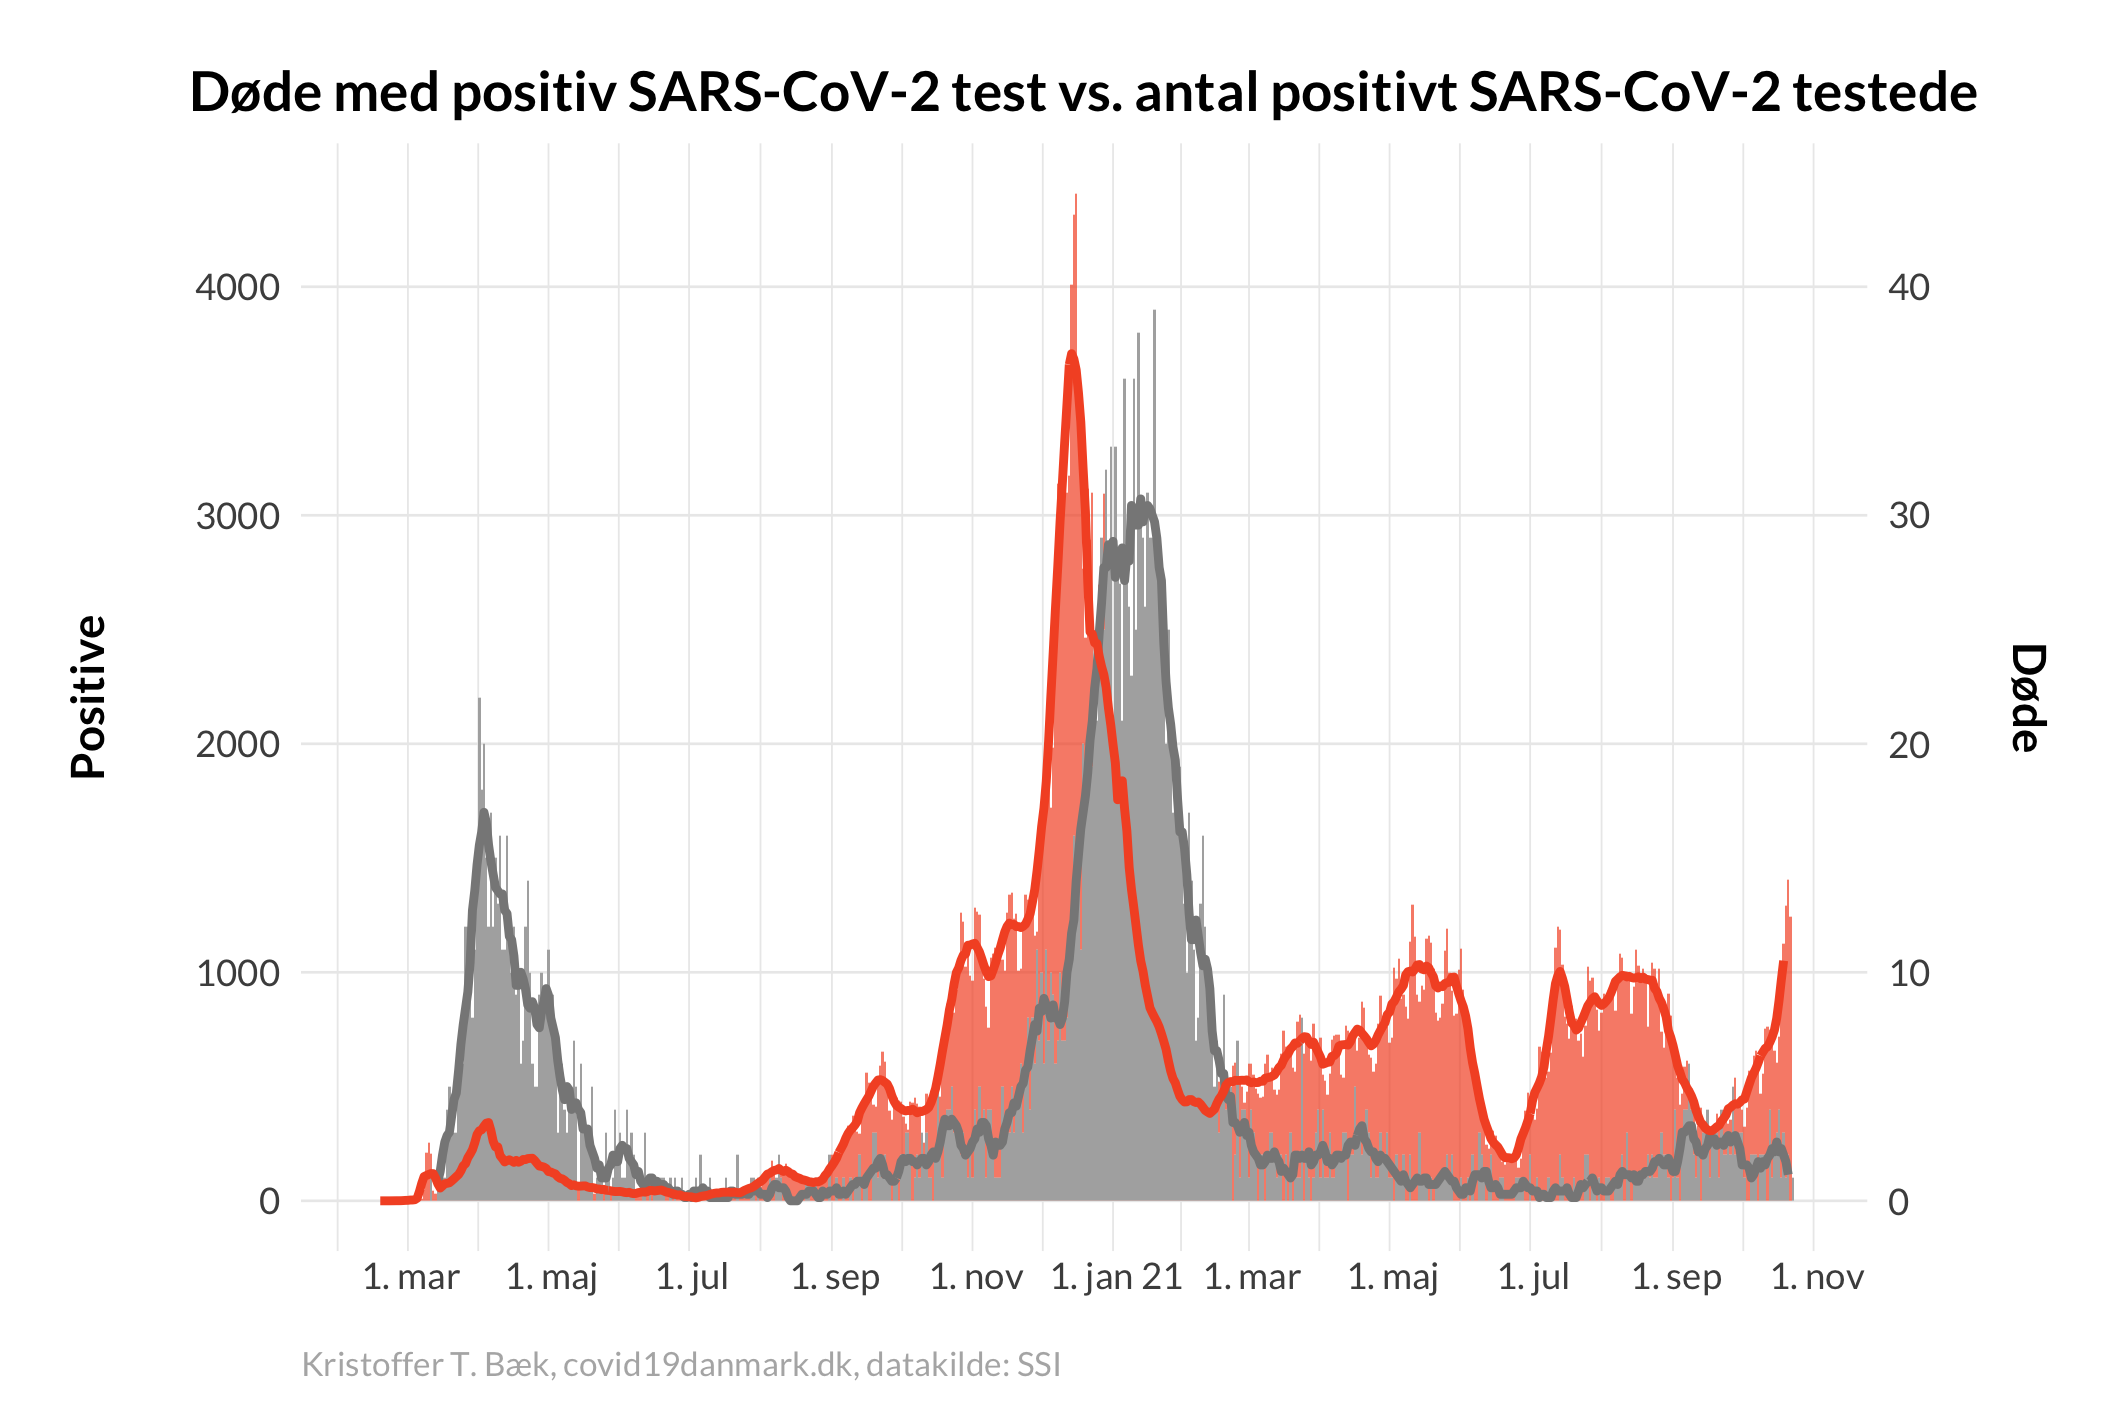 Døde med positiv SARS-CoV-2 test vs. antal positivt SARS-CoV-2 testede
Positive
4000
3000
2000
1000
0
40
30
20
10
0
Døde
1. mar 1. maj 1. jul 1. sep 1. nov 1. jan 21 1. mar 1. maj 1. jul 1. sep 1. nov
Kristoffer T. Bæk, covid19danmark.dk, datakilde: SSI